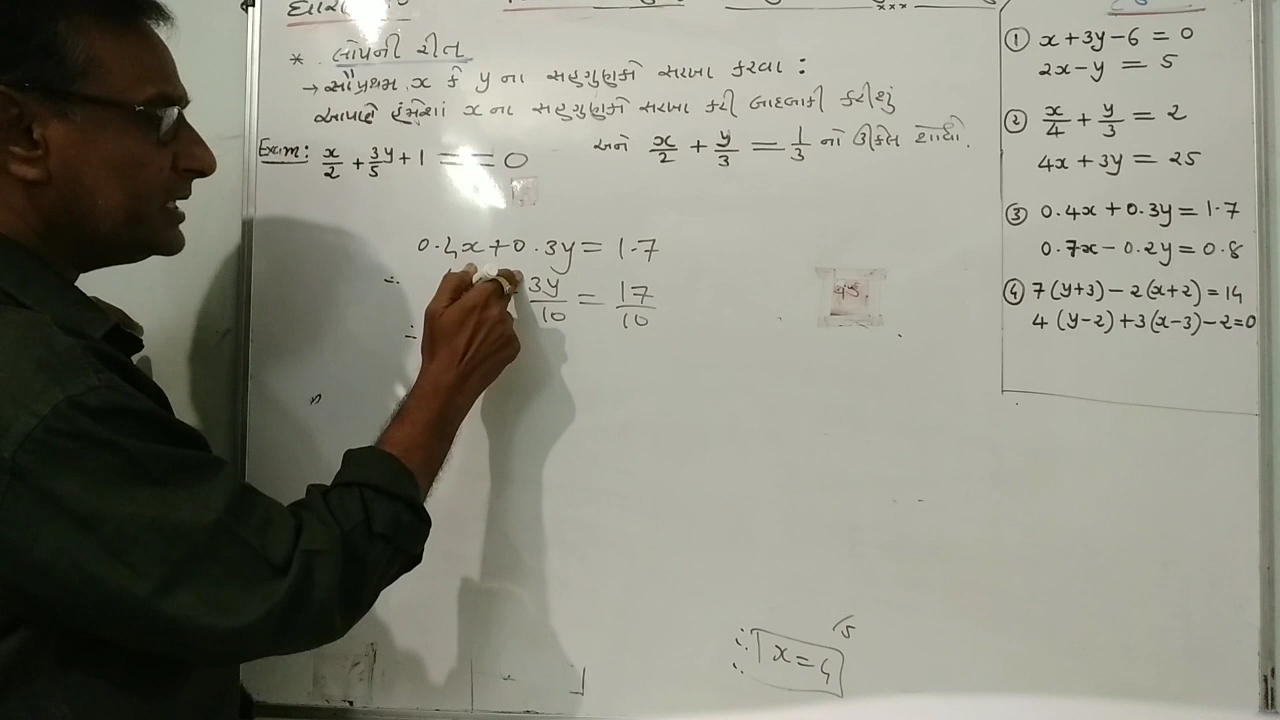 * લોપની રીત
→ સૌપ્રથમ x કે y ના સહગુણકો સરખા કરવા :
આપણે હંમેશાં x ના સહગુણકો સરખા કરી બાદબાકી કરીશું
Exam: x/2 + 3/5 y + 1 = = 0 અને x/2 + y/3 = 1/3 નો ઉકેલ શોધો.
0.4x + 0.3y = 1.7
∴ 3y/10 = 17/10
∴ x = 4
① x + 3y - 6 = 0
2x - y = 5
② x/4 + y/3 = 2
4x + 3y = 25
③ 0.4x + 0.3y = 1.7
0.7x - 0.2y = 0.8
④ 7(y+3) - 2(x+2) = 14
4(y-2) + 3(x-3) - 2 = 0